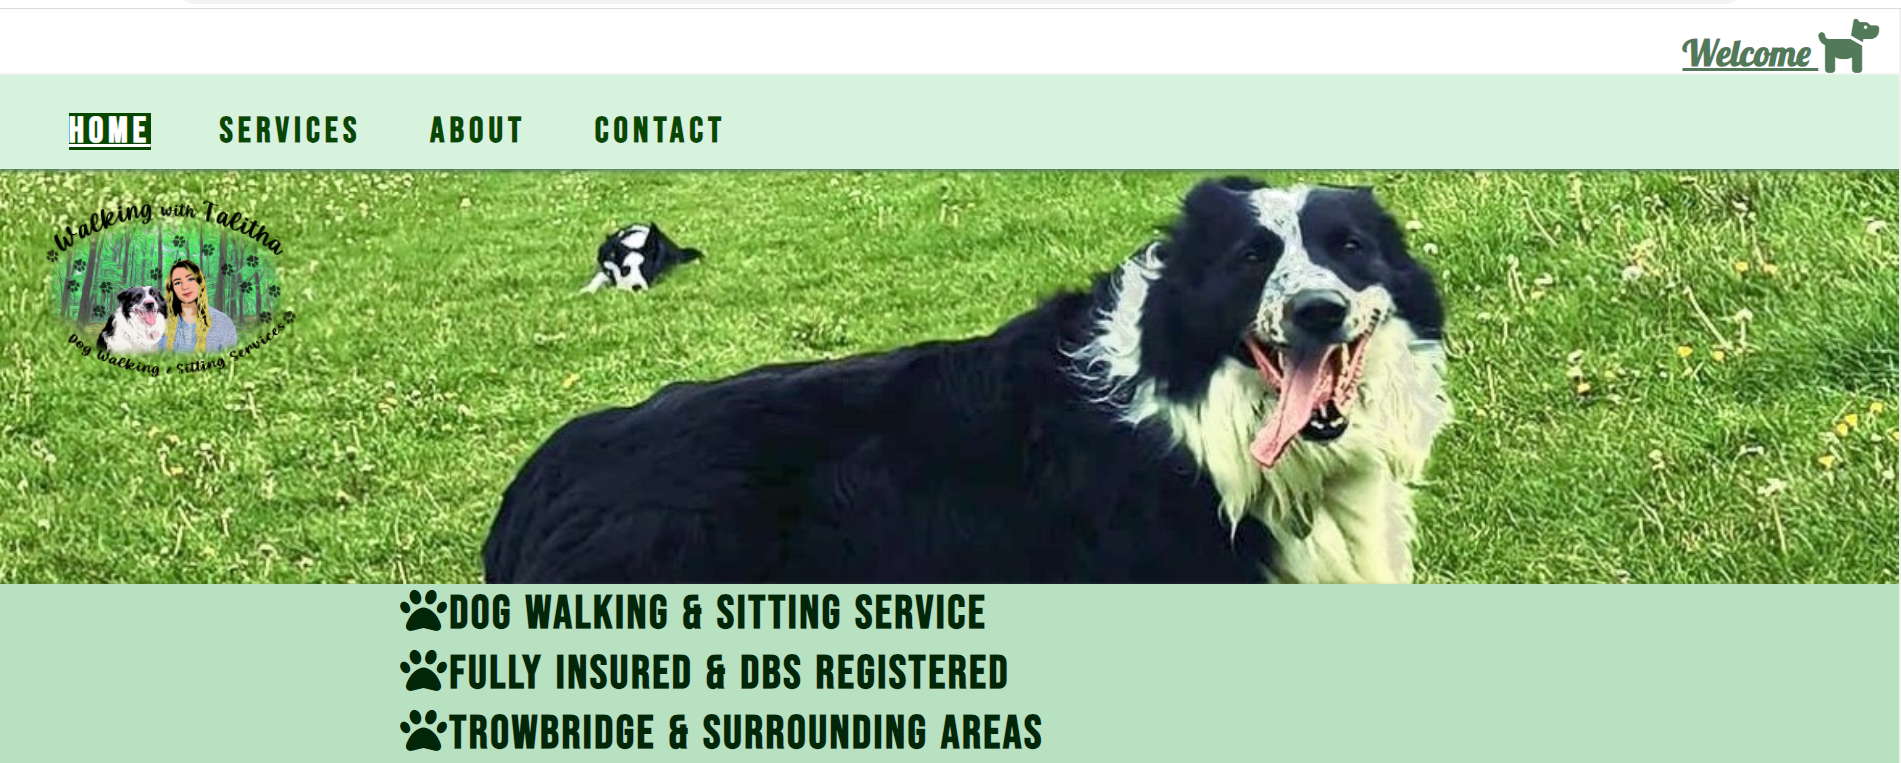 Welcome
HOME SERVICES ABOUT CONTACT
Walking with Talitha
Dog Walking & Sitting Services
DOG WALKING & SITTING SERVICE
FULLY INSURED & DBS REGISTERED
TROWBRIDGE & SURROUNDING AREAS